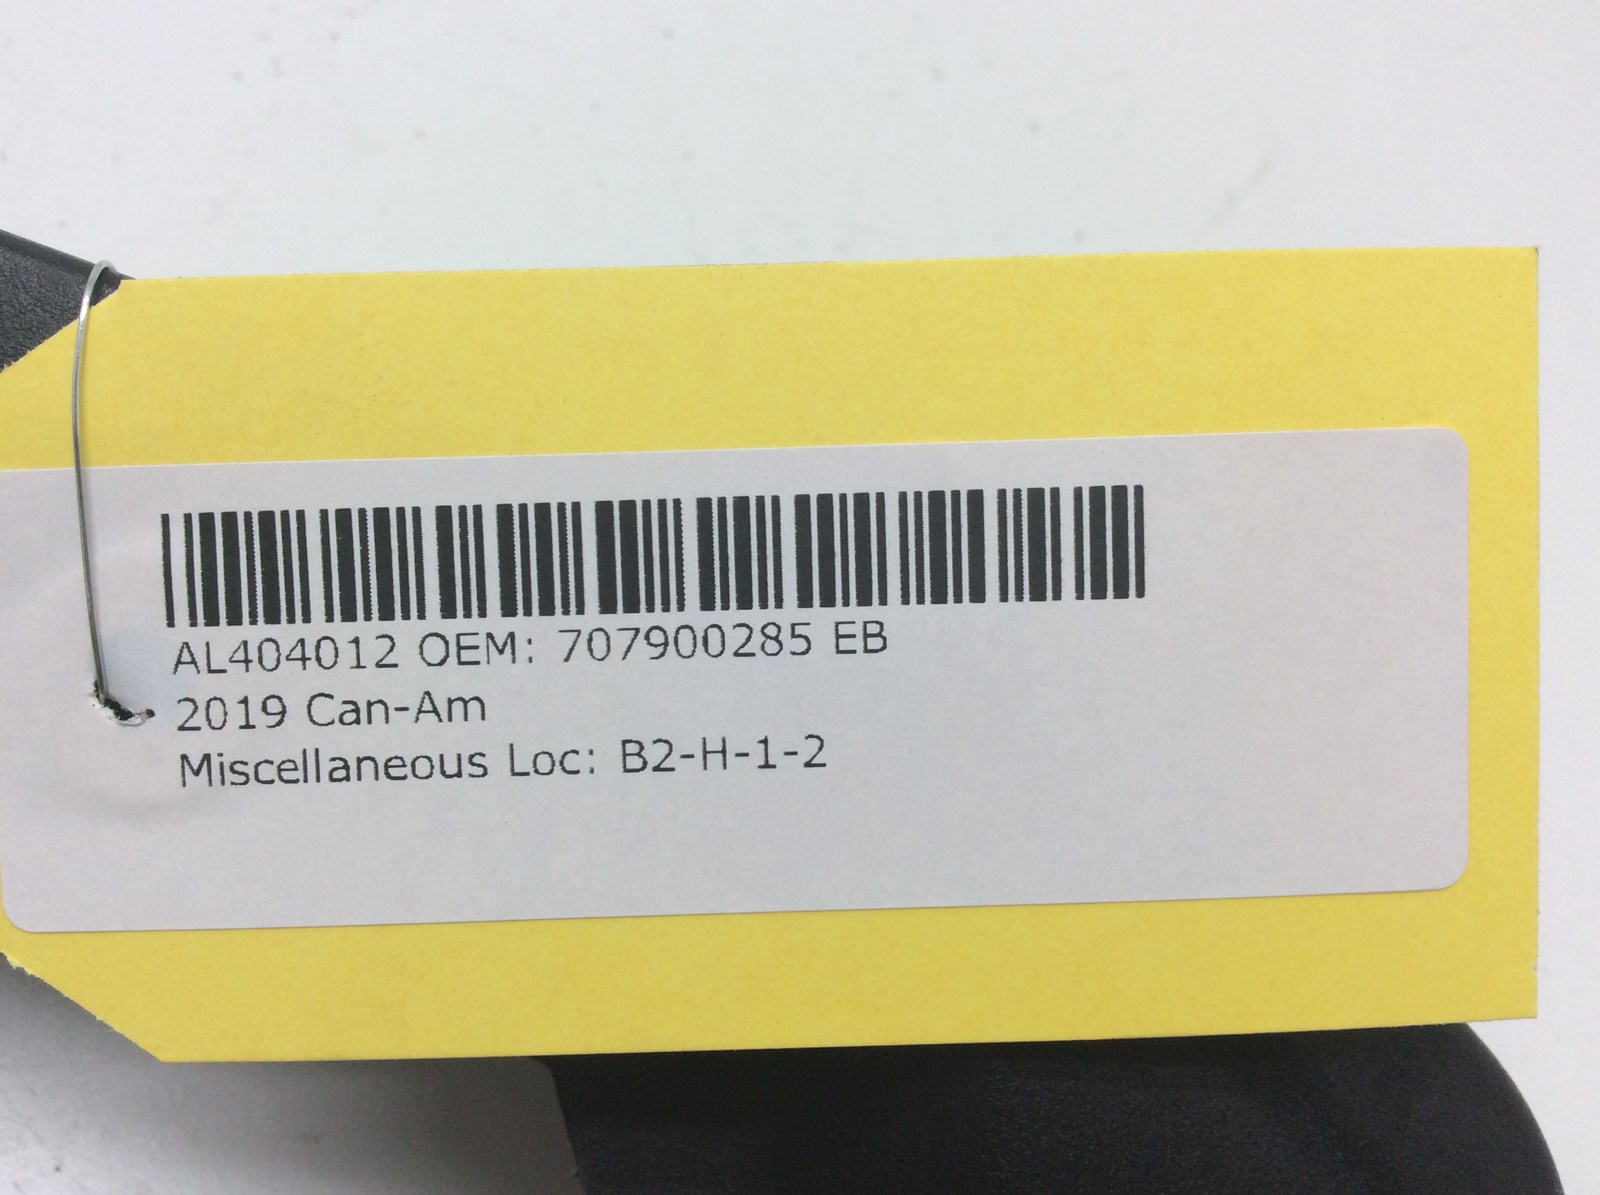 AL404012 OEM: 707900285 EB
2019 Can-Am
Miscellaneous Loc: B2-H-1-2